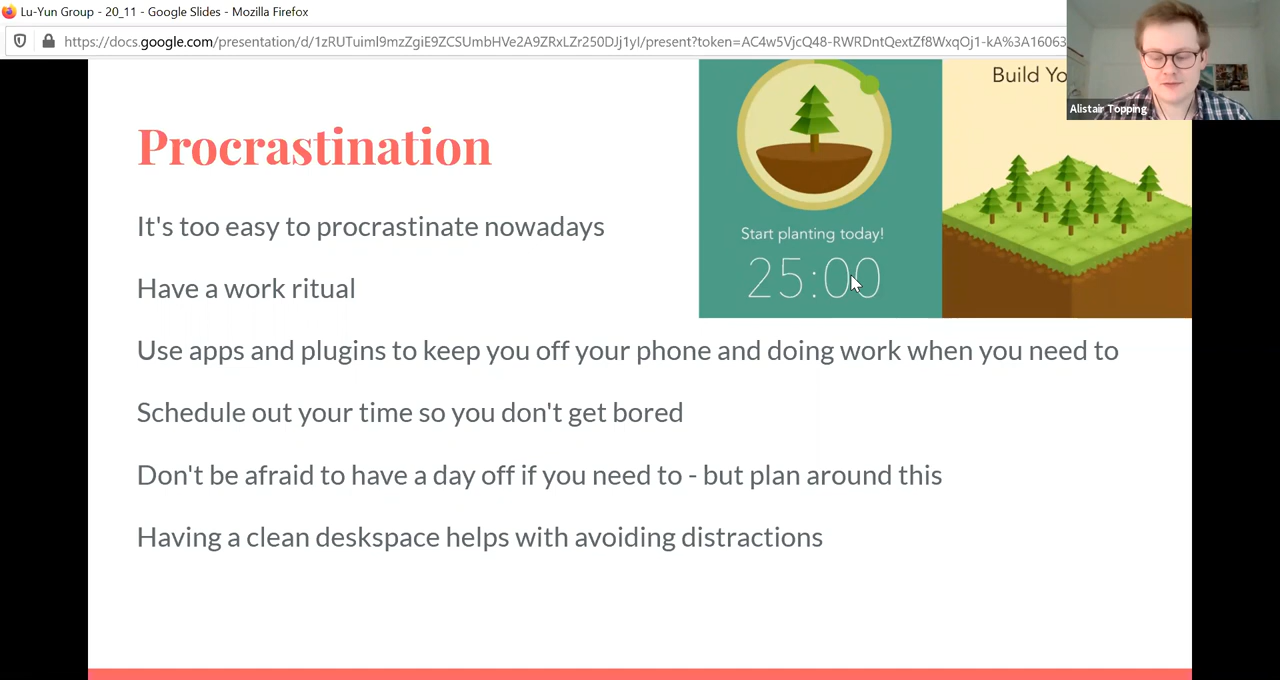 Lu-Yun Group - 20_11 - Google Slides - Mozilla Firefox
https://docs.google.com/presentation/d/1zRUTuimI9mzZgiE9ZCSUmbHVe2A9ZRxLZr250DJj1yI/present?token=AC4w5VjcQ48-RWRDntQextZf8WxqOj1-kA%3A16063
Alistair Topping
Build Yo
Procrastination
Start planting today!
25:00
It's too easy to procrastinate nowadays
Have a work ritual
Use apps and plugins to keep you off your phone and doing work when you need to
Schedule out your time so you don't get bored
Don't be afraid to have a day off if you need to - but plan around this
Having a clean deskspace helps with avoiding distractions